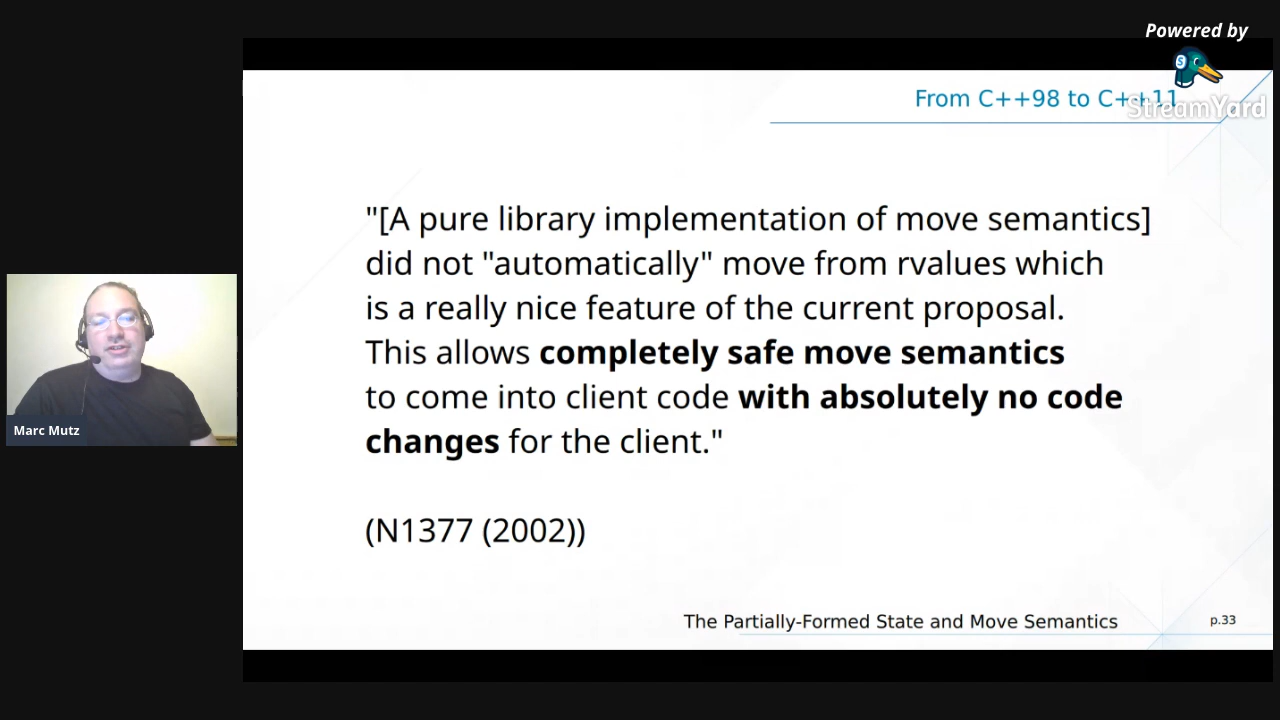 Powered by
StreamYard
From C++98 to C++11
"[A pure library implementation of move semantics]
did not "automatically" move from rvalues which
is a really nice feature of the current proposal.
This allows completely safe move semantics
to come into client code with absolutely no code
changes for the client."
(N1377 (2002))
Marc Mutz
The Partially-Formed State and Move Semantics
p.33